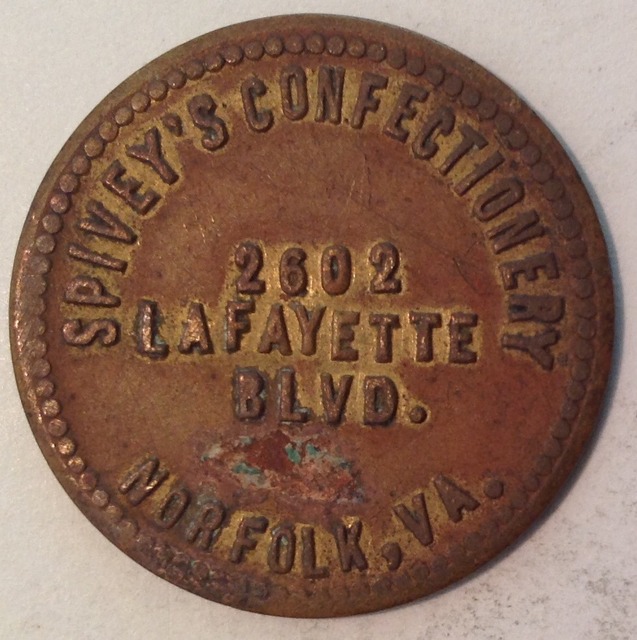 SPIVEY'S CONFECTIONERY
2602
LAFAYETTE
BLVD.
NORFOLK, VA.